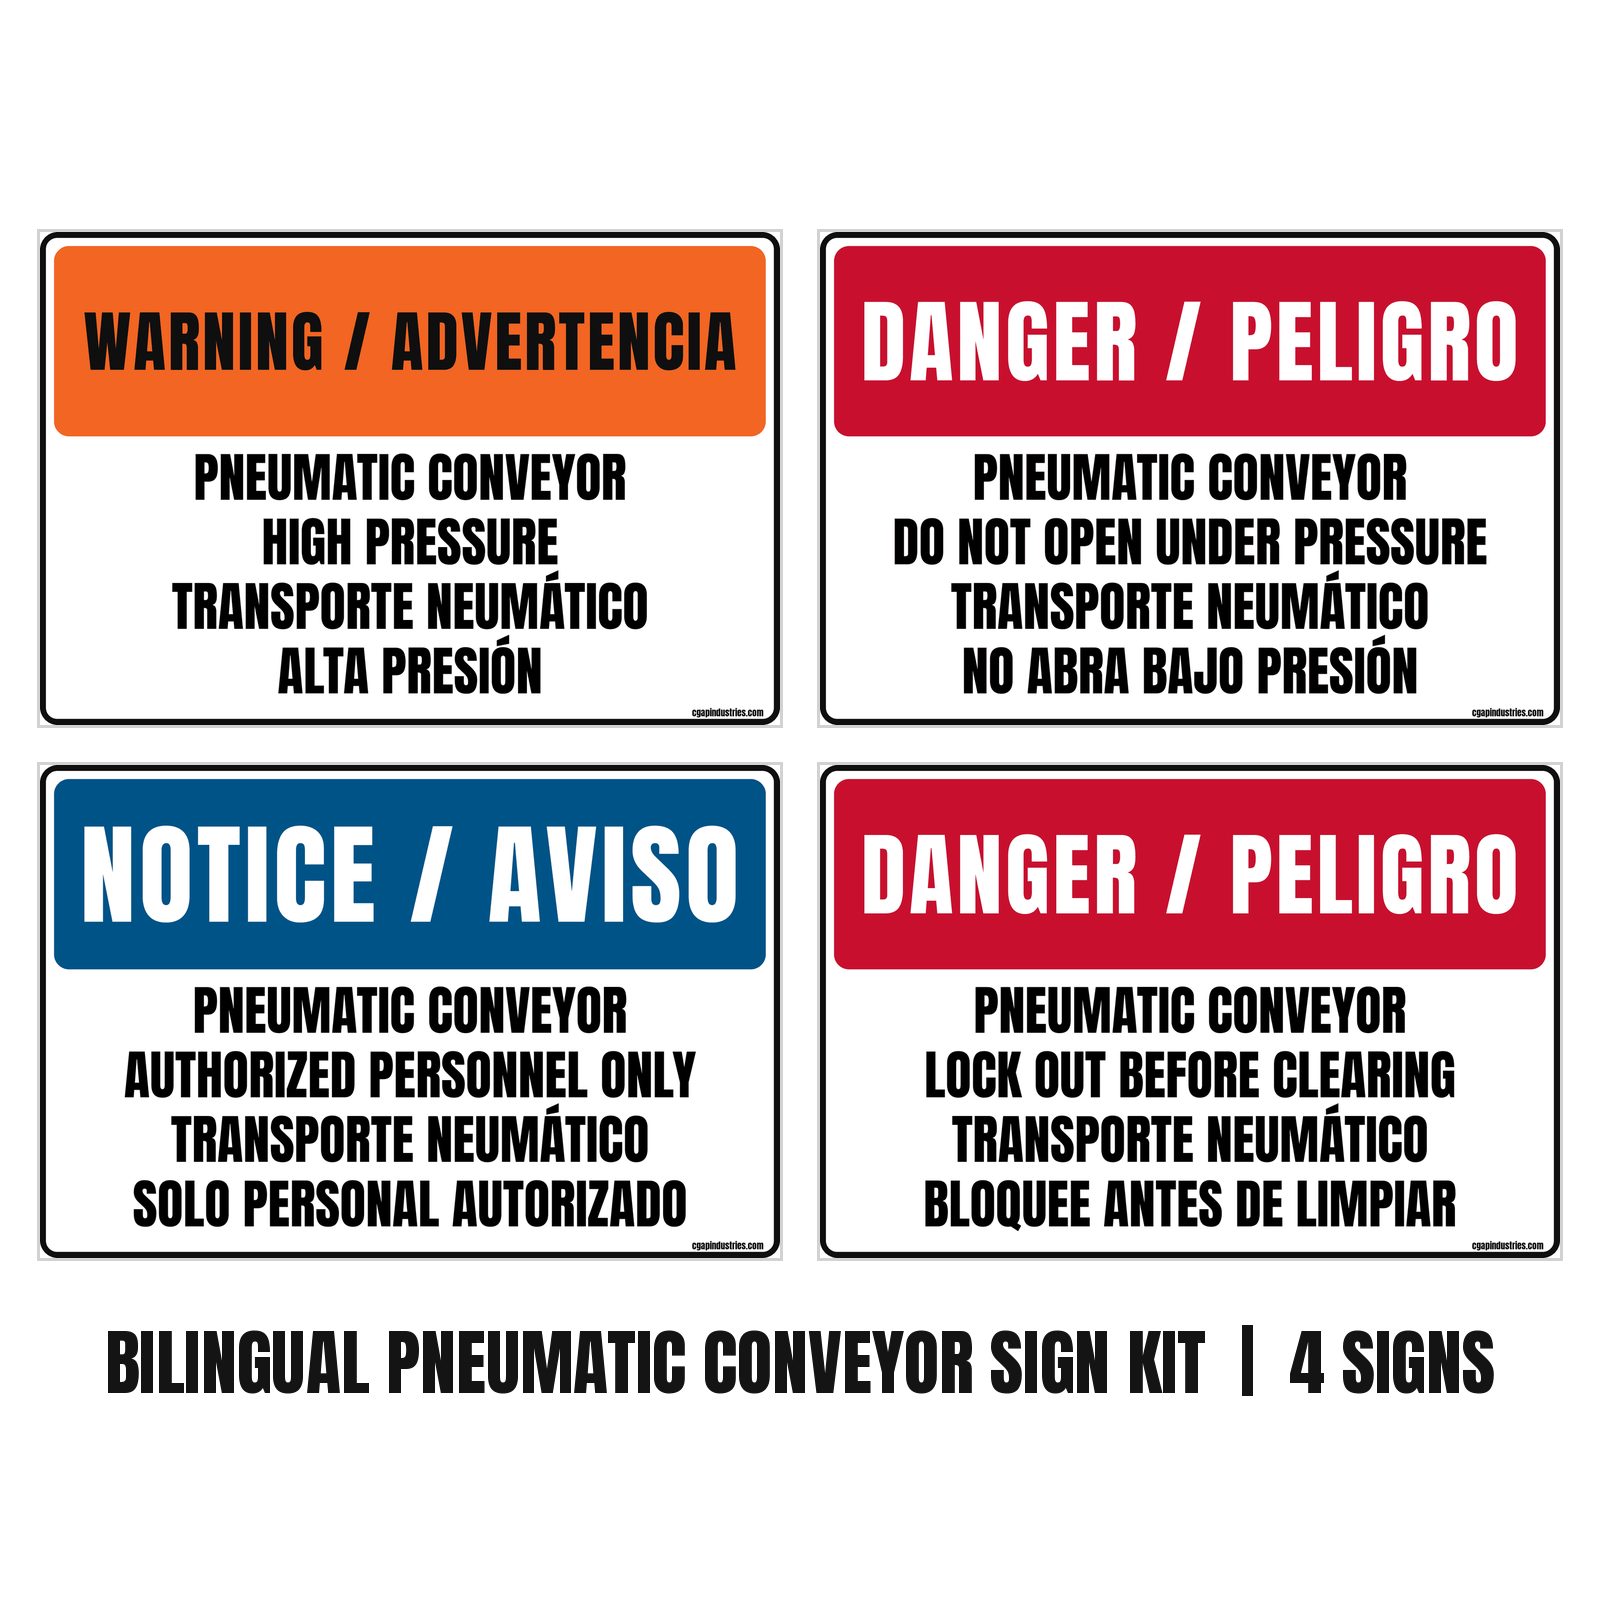 WARNING / ADVERTENCIA
PNEUMATIC CONVEYOR
HIGH PRESSURE
TRANSPORTE NEUMÁTICO
ALTA PRESIÓN
cgapindustries.com
DANGER / PELIGRO
PNEUMATIC CONVEYOR
DO NOT OPEN UNDER PRESSURE
TRANSPORTE NEUMÁTICO
NO ABRA BAJO PRESIÓN
cgapindustries.com
NOTICE / AVISO
PNEUMATIC CONVEYOR
AUTHORIZED PERSONNEL ONLY
TRANSPORTE NEUMÁTICO
SOLO PERSONAL AUTORIZADO
cgapindustries.com
DANGER / PELIGRO
PNEUMATIC CONVEYOR
LOCK OUT BEFORE CLEARING
TRANSPORTE NEUMÁTICO
BLOQUEE ANTES DE LIMPIAR
cgapindustries.com
BILINGUAL PNEUMATIC CONVEYOR SIGN KIT | 4 SIGNS